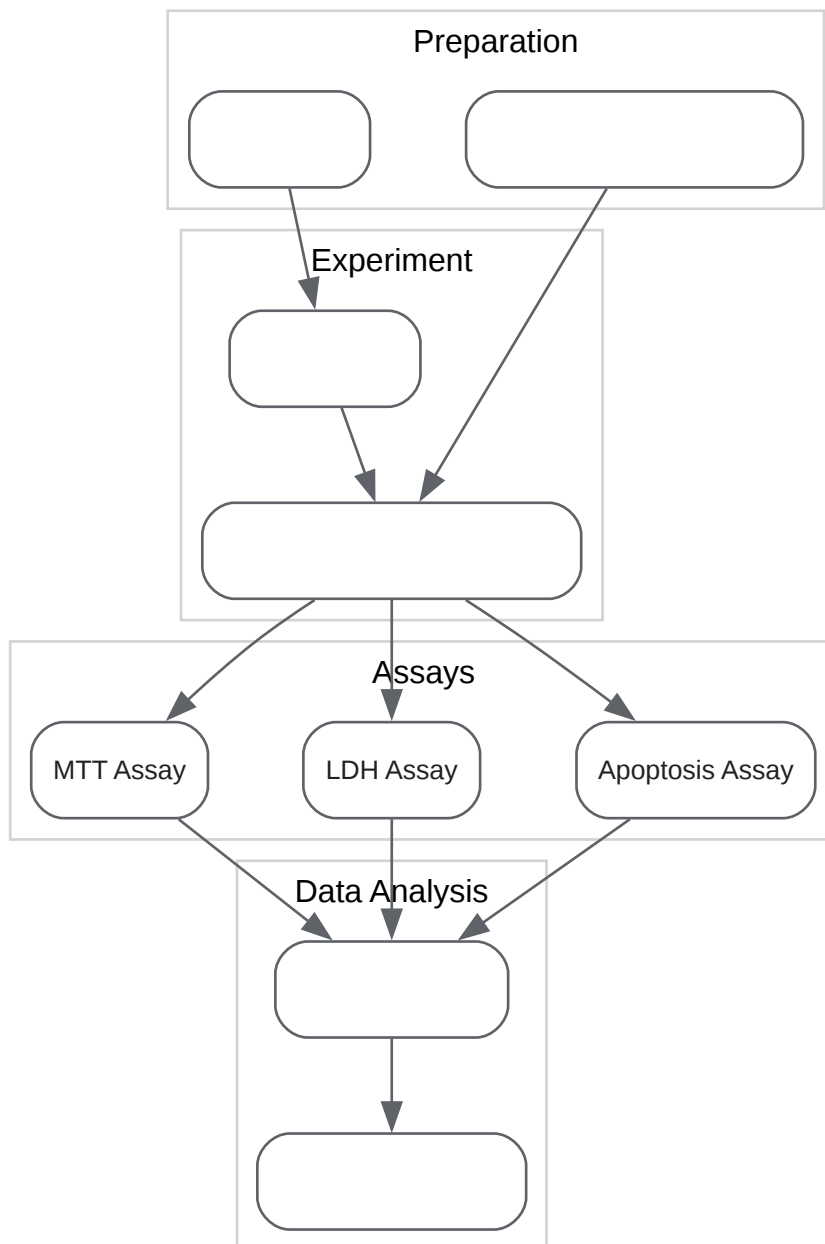 Preparation
Experiment
Assays
MTT Assay
LDH Assay
Apoptosis Assay
Data Analysis